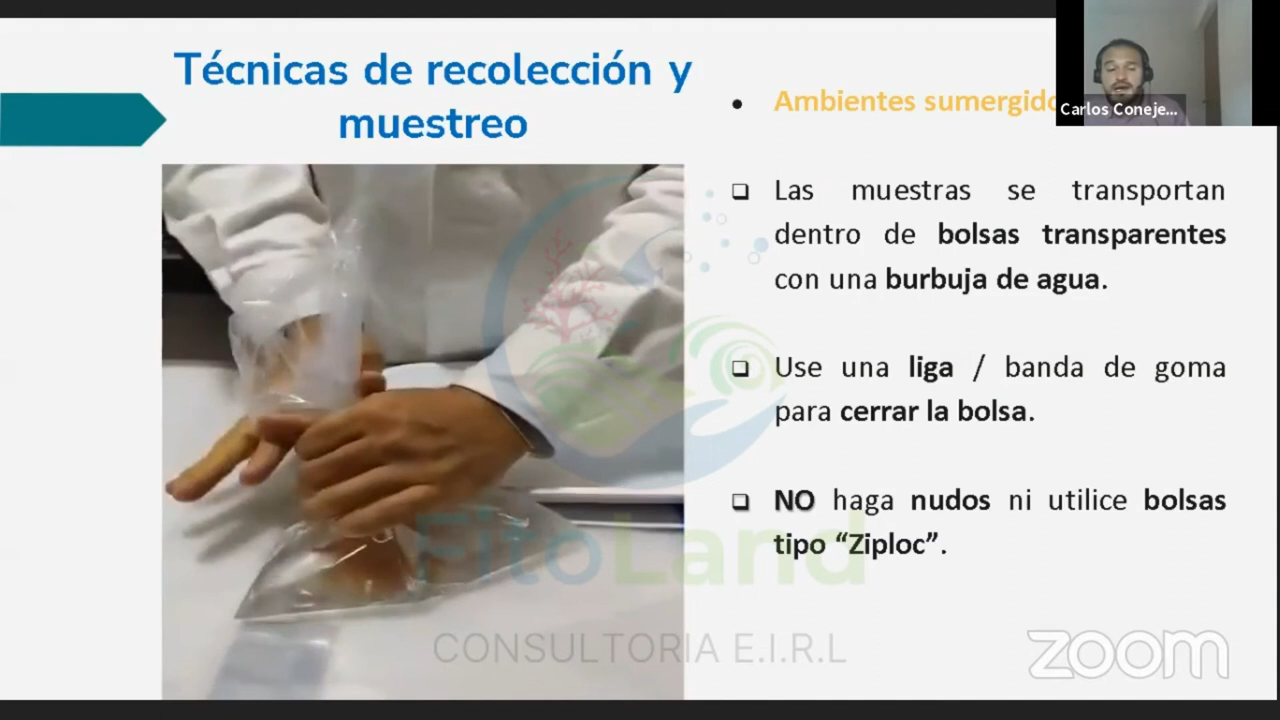 Técnicas de recolección y
muestreo
Ambientes sumergido
Carlos Coneje...
Las muestras se transportan
dentro de bolsas transparentes
con una burbuja de agua.
Use una liga / banda de goma
para cerrar la bolsa.
NO haga nudos ni utilice bolsas
tipo “Ziploc”.
FitoLand
CONSULTORIA E.I.R.L
zoom